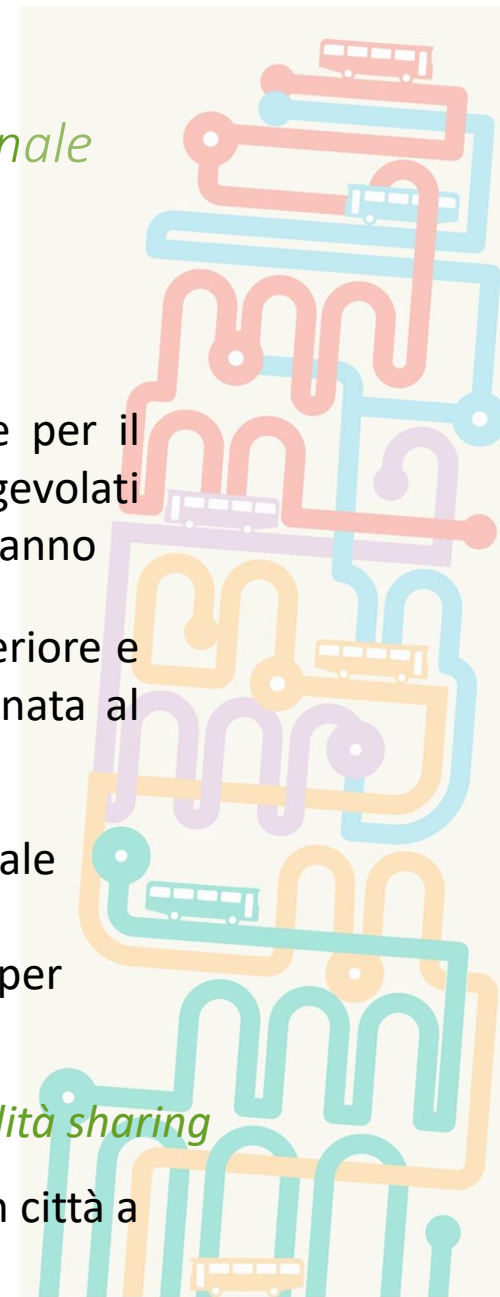 nale
e per il
gevolati
anno
eriore e
nata al
ale
per
lità sharing
città a